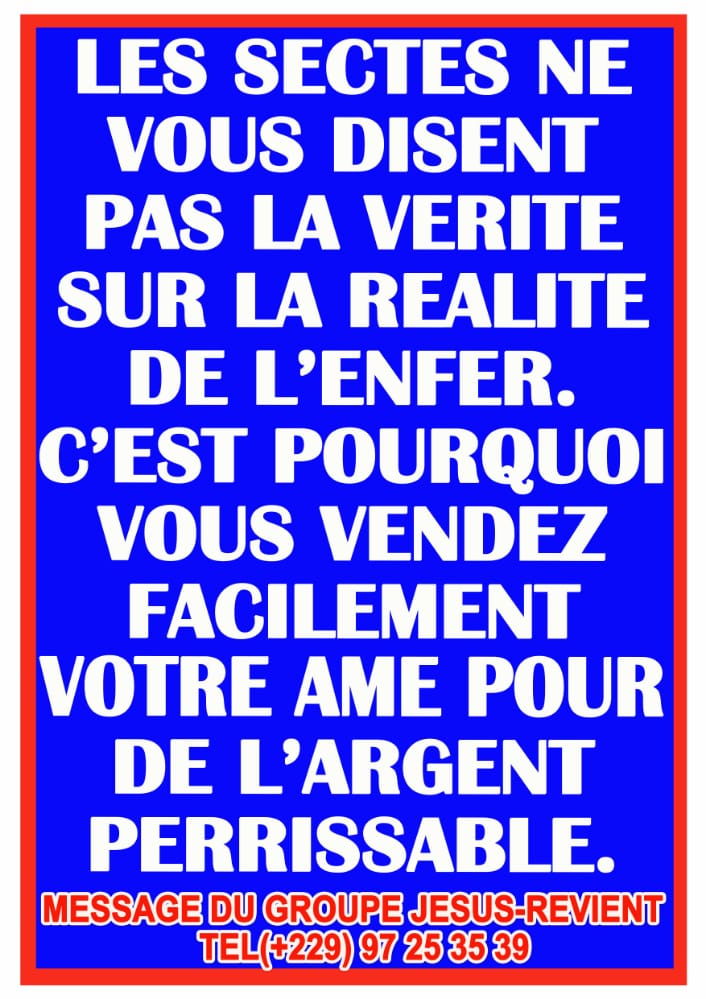 LES SECTES NE
VOUS DISENT
PAS LA VERITE
SUR LA REALITE
DE L'ENFER.
C'EST POURQUOI
VOUS VENDEZ
FACILEMENT
VOTRE AME POUR
DE L'ARGENT
PERRISSABLE.
MESSAGE DU GROUPE JESUS-REVIENT
TEL(+229) 97 25 35 39